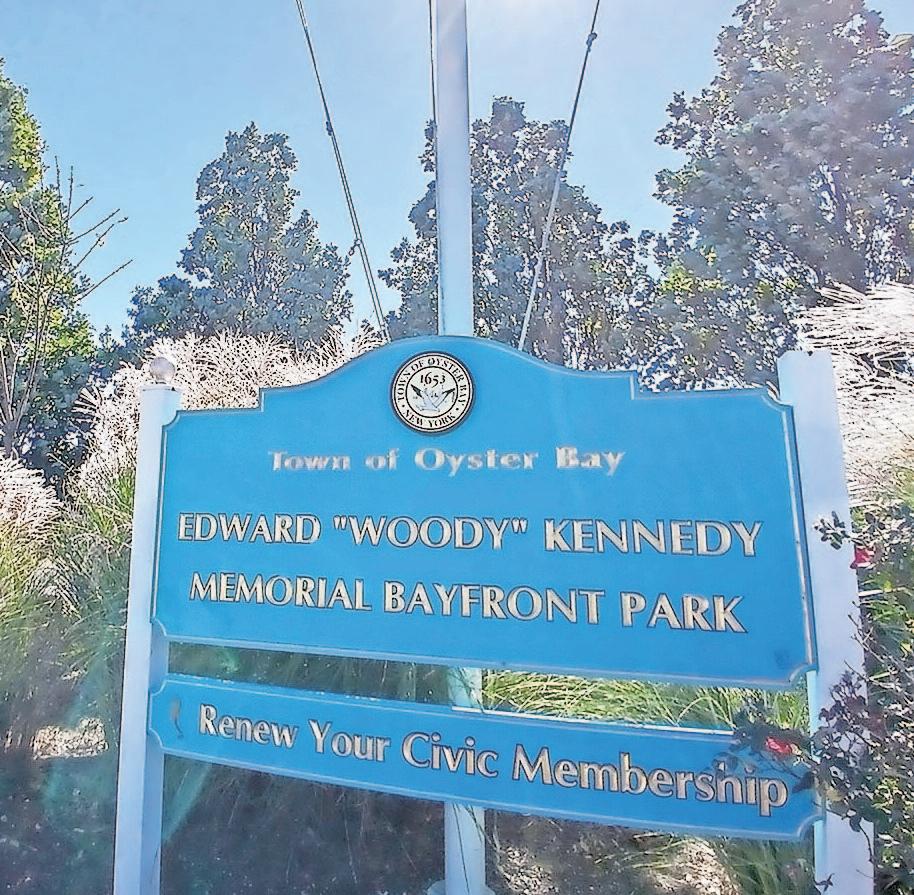 TOWN OF OYSTER BAY
1653
NEW YORK
Town of Oyster Bay
EDWARD "WOODY" KENNEDY
MEMORIAL BAYFRONT PARK
Renew Your Civic Membership